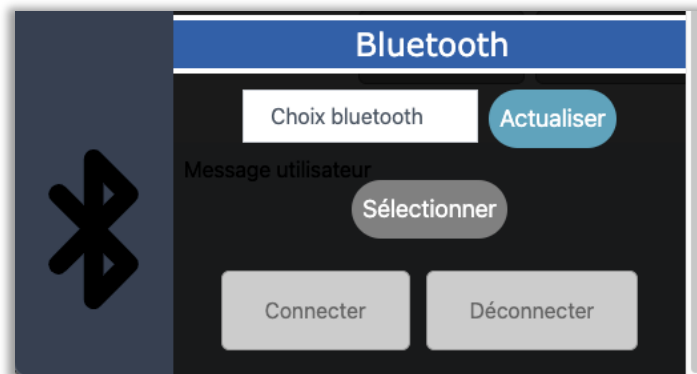 Bluetooth
Choix bluetooth
Actualiser
Message utilisateur
Sélectionner
Connecter
Déconnecter